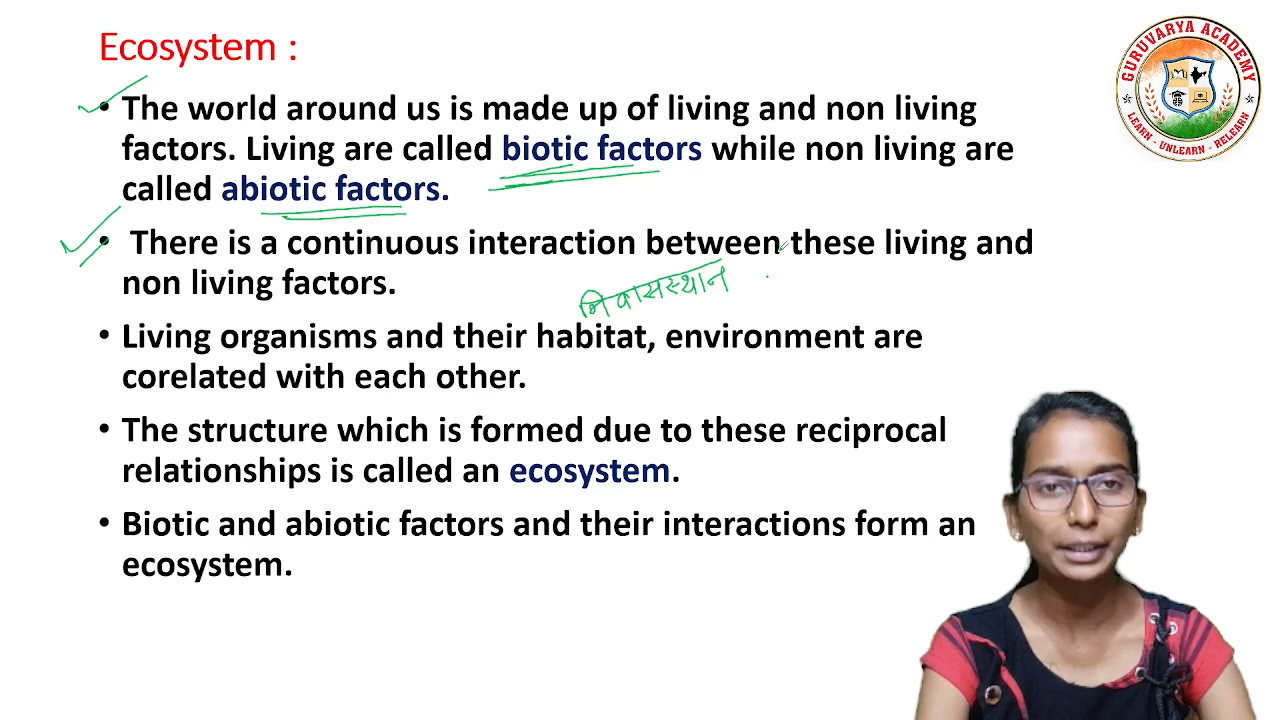 Ecosystem :
• The world around us is made up of living and non living
factors. Living are called biotic factors while non living are
called abiotic factors.
• There is a continuous interaction between these living and
non living factors.
निवासस्थान
• Living organisms and their habitat, environment are
corelated with each other.
• The structure which is formed due to these reciprocal
relationships is called an ecosystem.
• Biotic and abiotic factors and their interactions form an
ecosystem.
GURUVARYA ACADEMY
LEARN - UNLEARN - RELEARN